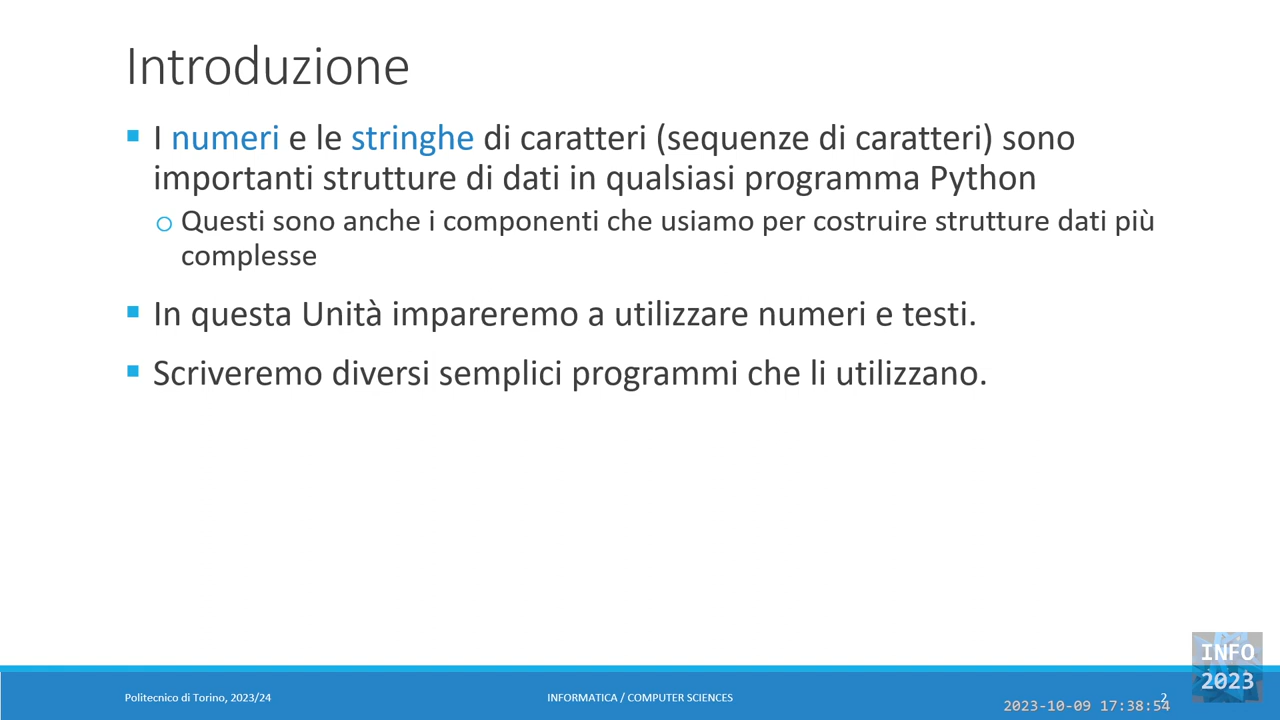 Introduzione
I numeri e le stringhe di caratteri (sequenze di caratteri) sono
importanti strutture di dati in qualsiasi programma Python
Questi sono anche i componenti che usiamo per costruire strutture dati più
complesse
In questa Unità impareremo a utilizzare numeri e testi.
Scriveremo diversi semplici programmi che li utilizzano.
INFO
2023
Politecnico di Torino, 2023/24
INFORMATICA / COMPUTER SCIENCES
2
2023-10-09 17:38:54